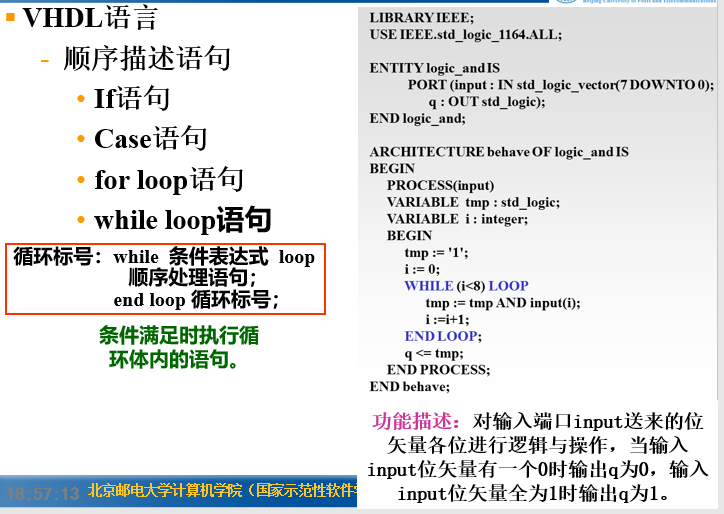 Beijing University of Posts and Telecommunications
VHDL语言
- 顺序描述语句
• If语句
• Case语句
• for loop语句
• while loop语句
循环标号：while 条件表达式 loop
顺序处理语句；
end loop 循环标号；
条件满足时执行循
环体内的语句。
LIBRARY IEEE;
USE IEEE.std_logic_1164.ALL;
ENTITY logic_and IS
PORT (input : IN std_logic_vector(7 DOWNTO 0);
q : OUT std_logic);
END logic_and;
ARCHITECTURE behave OF logic_and IS
BEGIN
PROCESS(input)
VARIABLE tmp : std_logic;
VARIABLE i : integer;
BEGIN
tmp := '1';
i := 0;
WHILE (i<8) LOOP
tmp := tmp AND input(i);
i :=i+1;
END LOOP;
q <= tmp;
END PROCESS;
END behave;
功能描述：对输入端口input送来的位
矢量各位进行逻辑与操作，当输入
input位矢量有一个0时输出q为0，输入
input位矢量全为1时输出q为1。
18:57:13 北京邮电大学计算机学院（国家示范性软件